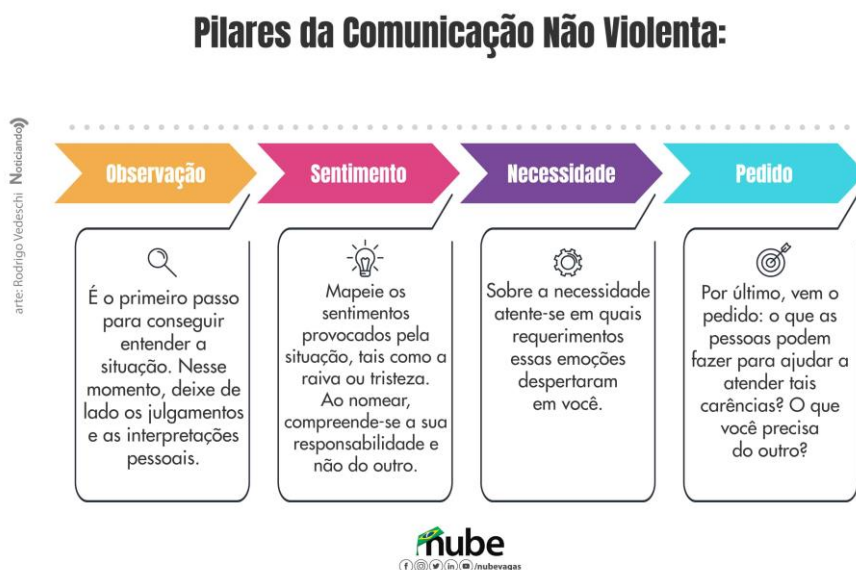 Pilares da Comunicação Não Violenta:
arte: Rodrigo Vedeschi Noticiando
Observação
É o primeiro passo
para conseguir
entender a
situação. Nesse
momento, deixe de
lado os julgamentos
e as interpretações
pessoais.
Sentimento
Mapeie os
sentimentos
provocados pela
situação, tais como a
raiva ou tristeza.
Ao nomear,
compreende-se a sua
responsabilidade e
não do outro.
Necessidade
Sobre a necessidade
atente-se em quais
requerimentos
essas emoções
despertaram
em você.
Pedido
Por último, vem o
pedido: o que as
pessoas podem
fazer para ajudar a
atender tais
carências? O que
você precisa
do outro?
nube
/nubevagas